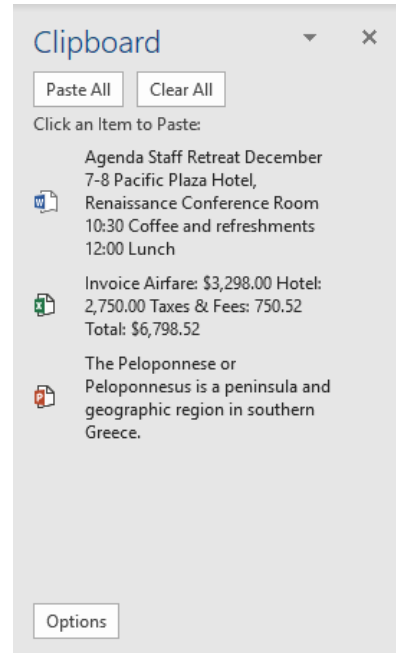 Clipboard
Paste All Clear All
Click an Item to Paste:
Agenda Staff Retreat December
7-8 Pacific Plaza Hotel,
Renaissance Conference Room
10:30 Coffee and refreshments
12:00 Lunch
Invoice Airfare: $3,298.00 Hotel:
2,750.00 Taxes & Fees: 750.52
Total: $6,798.52
The Peloponnese or
Peloponnesus is a peninsula and
geographic region in southern
Greece.
Options